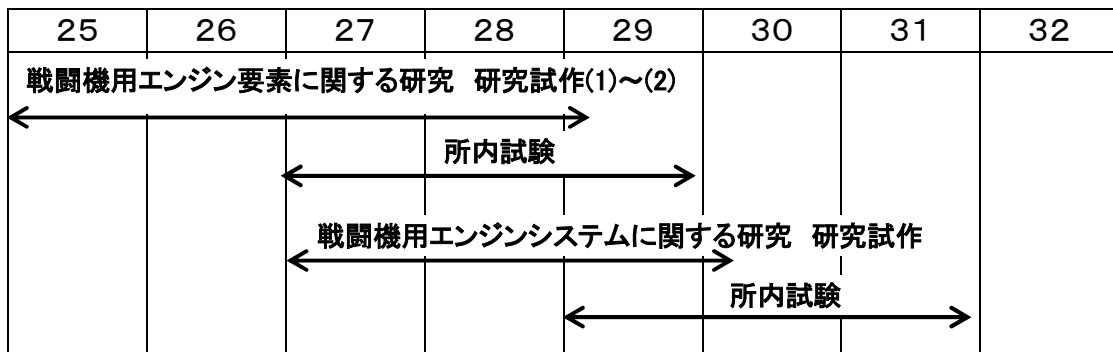 25 26 27 28 29 30 31 32
戦闘機用エンジン要素に関する研究 研究試作(1)～(2)
所内試験
戦闘機用エンジンシステムに関する研究 研究試作
所内試験